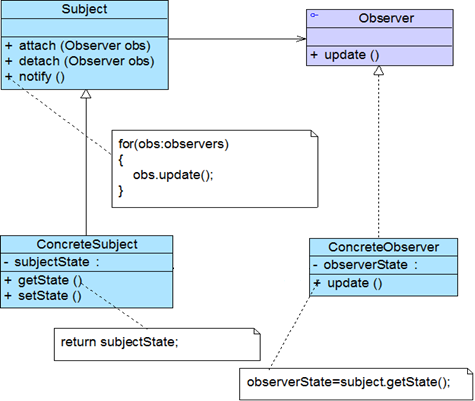 Subject
+ attach (Observer obs)
+ detach (Observer obs)
+ notify ()
Observer
+ update ()
for(obs:observers)
{
obs.update();
}
ConcreteSubject
- subjectState :
+ getState ()
+ setState ()
ConcreteObserver
- observerState :
+ update ()
return subjectState;
observerState=subject.getState();